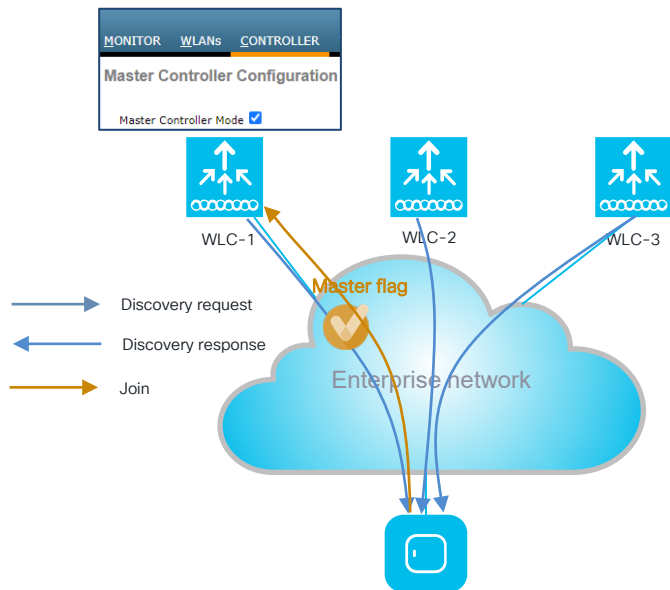 MONITOR WLANs CONTROLLER
Master Controller Configuration
Master Controller Mode
WLC-1
WLC-2
WLC-3
Master flag
Discovery request
Discovery response
Enterprise network
Join